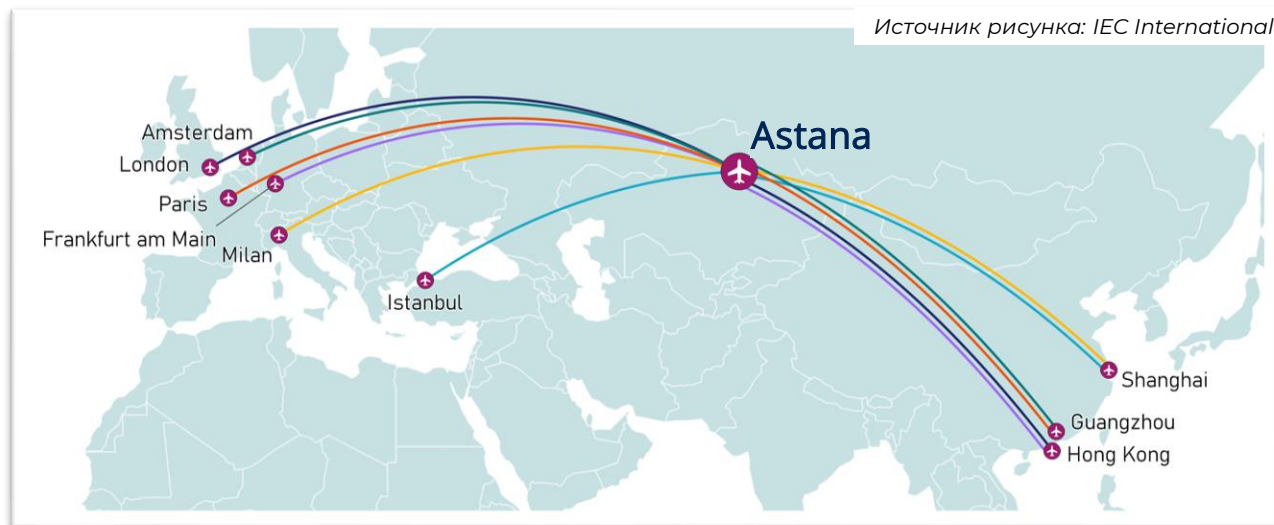 Источник рисунка: IEC International
Astana
Amsterdam
London
Paris
Frankfurt am Main
Milan
Istanbul
Shanghai
Guangzhou
Hong Kong